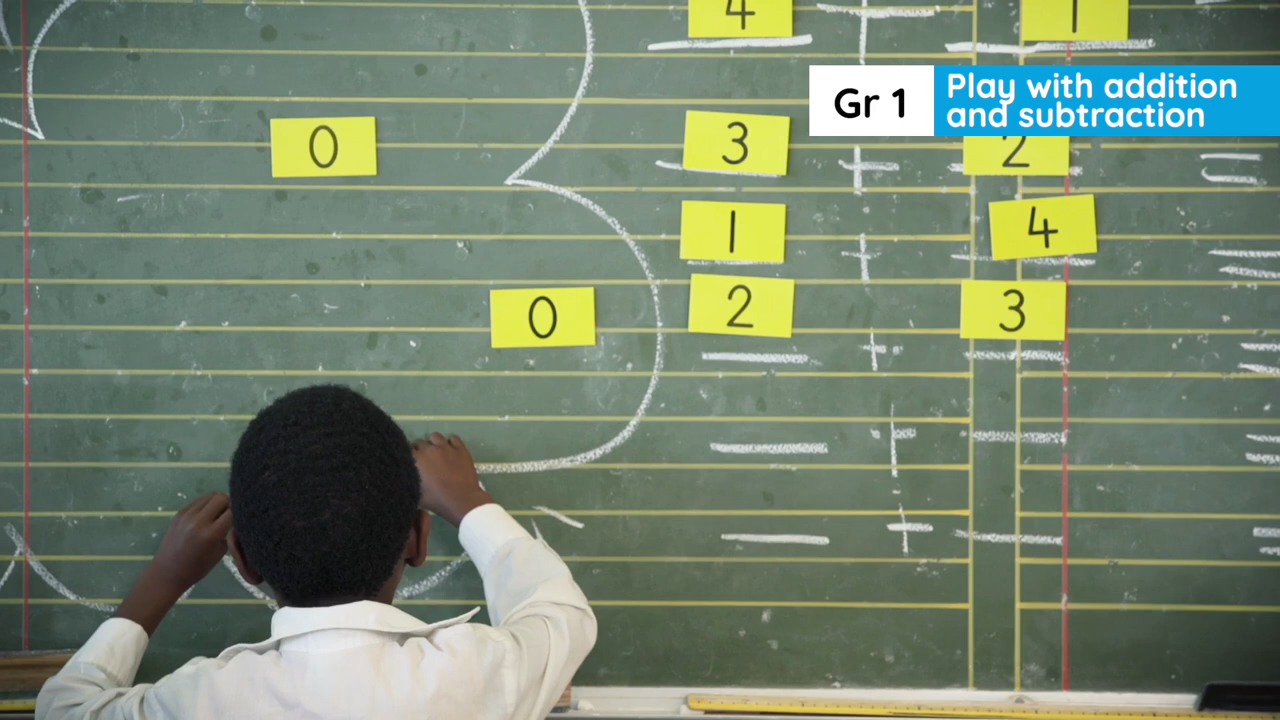 4 + 1
Gr 1 Play with addition
and subtraction
0 3 + 2 =
1 + 4 =
0 2 + 3 =
+ =
+ =